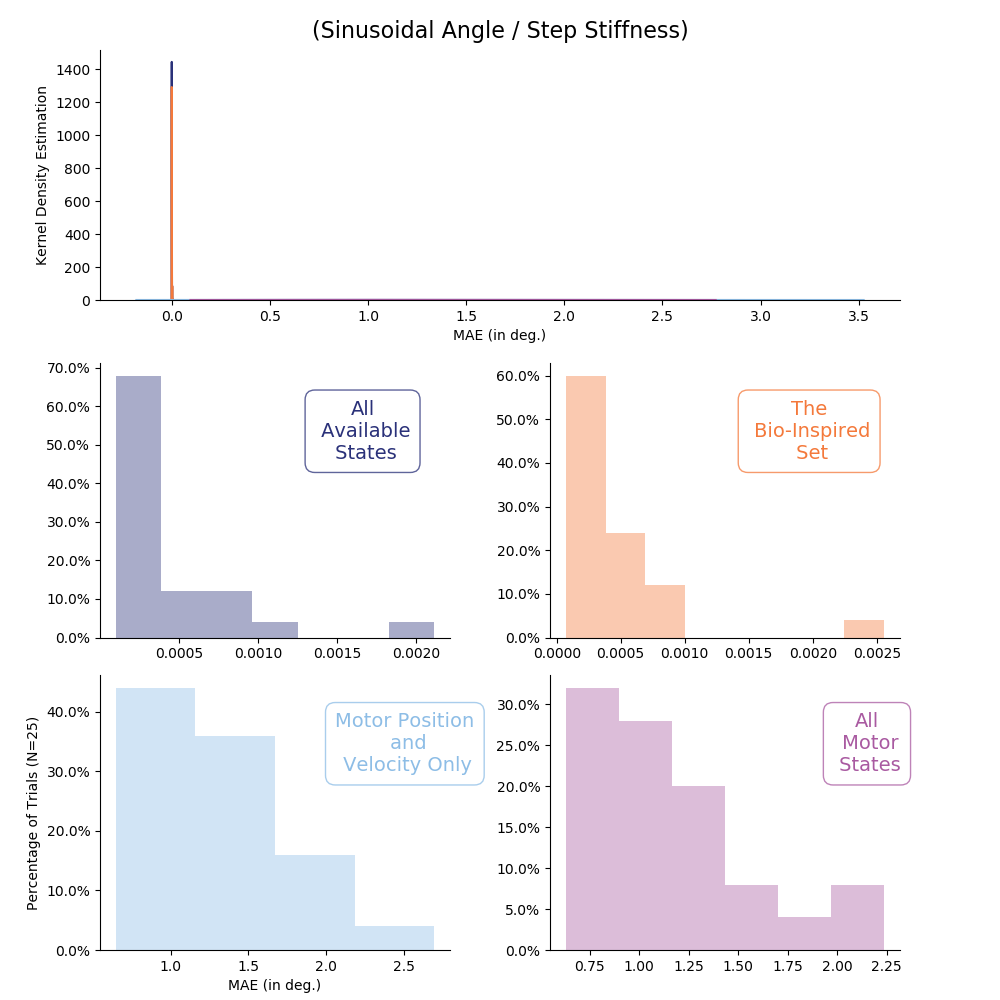 (Sinusoidal Angle / Step Stiffness)
Kernel Density Estimation
1400
1200
1000
800
600
400
200
0
0.0 0.5 1.0 1.5 2.0 2.5 3.0 3.5
MAE (in deg.)
70.0%
60.0%
50.0%
40.0%
30.0%
20.0%
10.0%
0.0%
All
Available
States
0.0005 0.0010 0.0015 0.0020
60.0%
50.0%
40.0%
30.0%
20.0%
10.0%
0.0%
The
Bio-Inspired
Set
0.0000 0.0005 0.0010 0.0015 0.0020 0.0025
Percentage of Trials (N=25)
40.0%
30.0%
20.0%
10.0%
0.0%
Motor Position
and
Velocity Only
1.0 1.5 2.0 2.5
MAE (in deg.)
30.0%
25.0%
20.0%
15.0%
10.0%
5.0%
0.0%
All
Motor
States
0.75 1.00 1.25 1.50 1.75 2.00 2.25